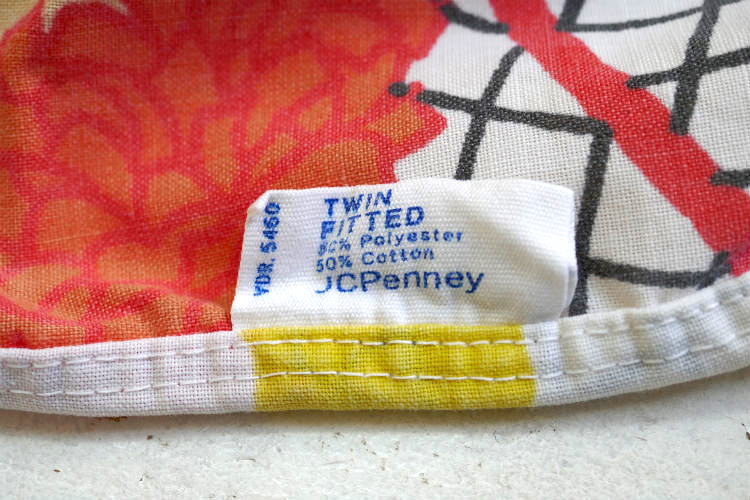 TWIN
FITTED
50% Polyester
50% Cotton
JCPenney
VDR. 5460